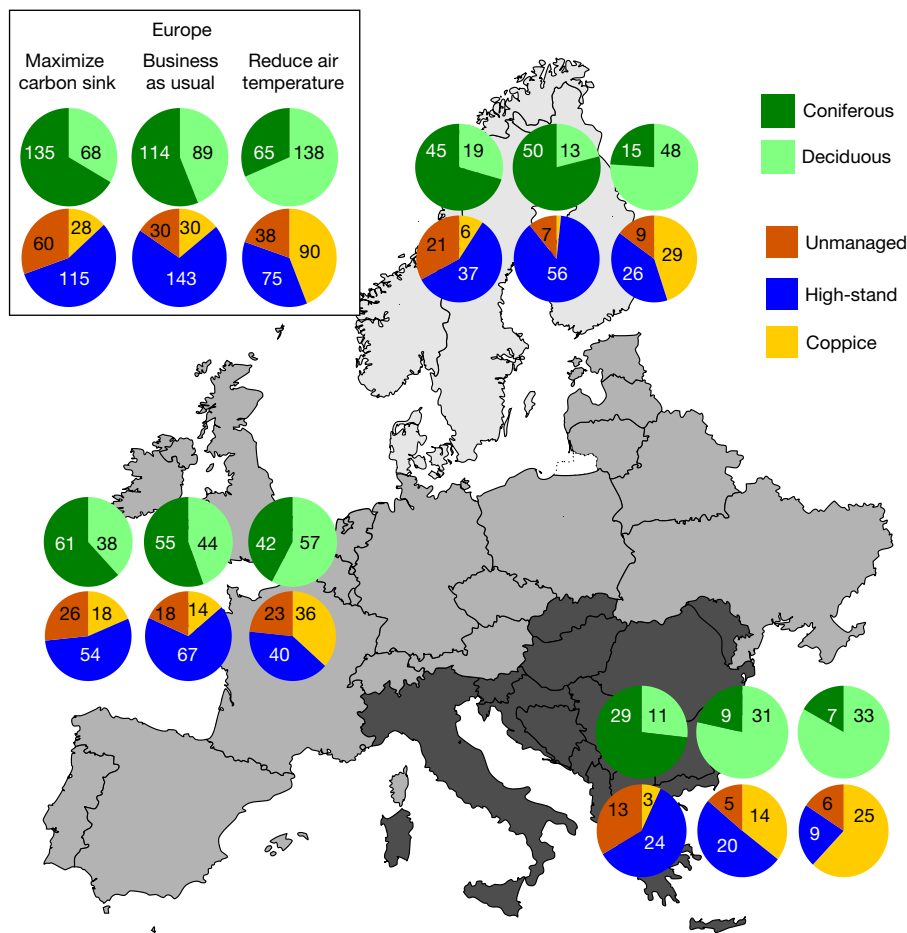 Europe
Maximize carbon sink
Business as usual
Reduce air temperature
135 68
114 89
65 138
60 28 115
30 30 143
38 90 75
Coniferous
Deciduous
Unmanaged
High-stand
Coppice
45 19
50 13
15 48
21 6 37
7 56
9 29 26
61 38
55 44
42 57
26 18 54
18 14 67
23 36 40
29 11
9 31
7 33
13 3 24
5 14 20
6 25 9